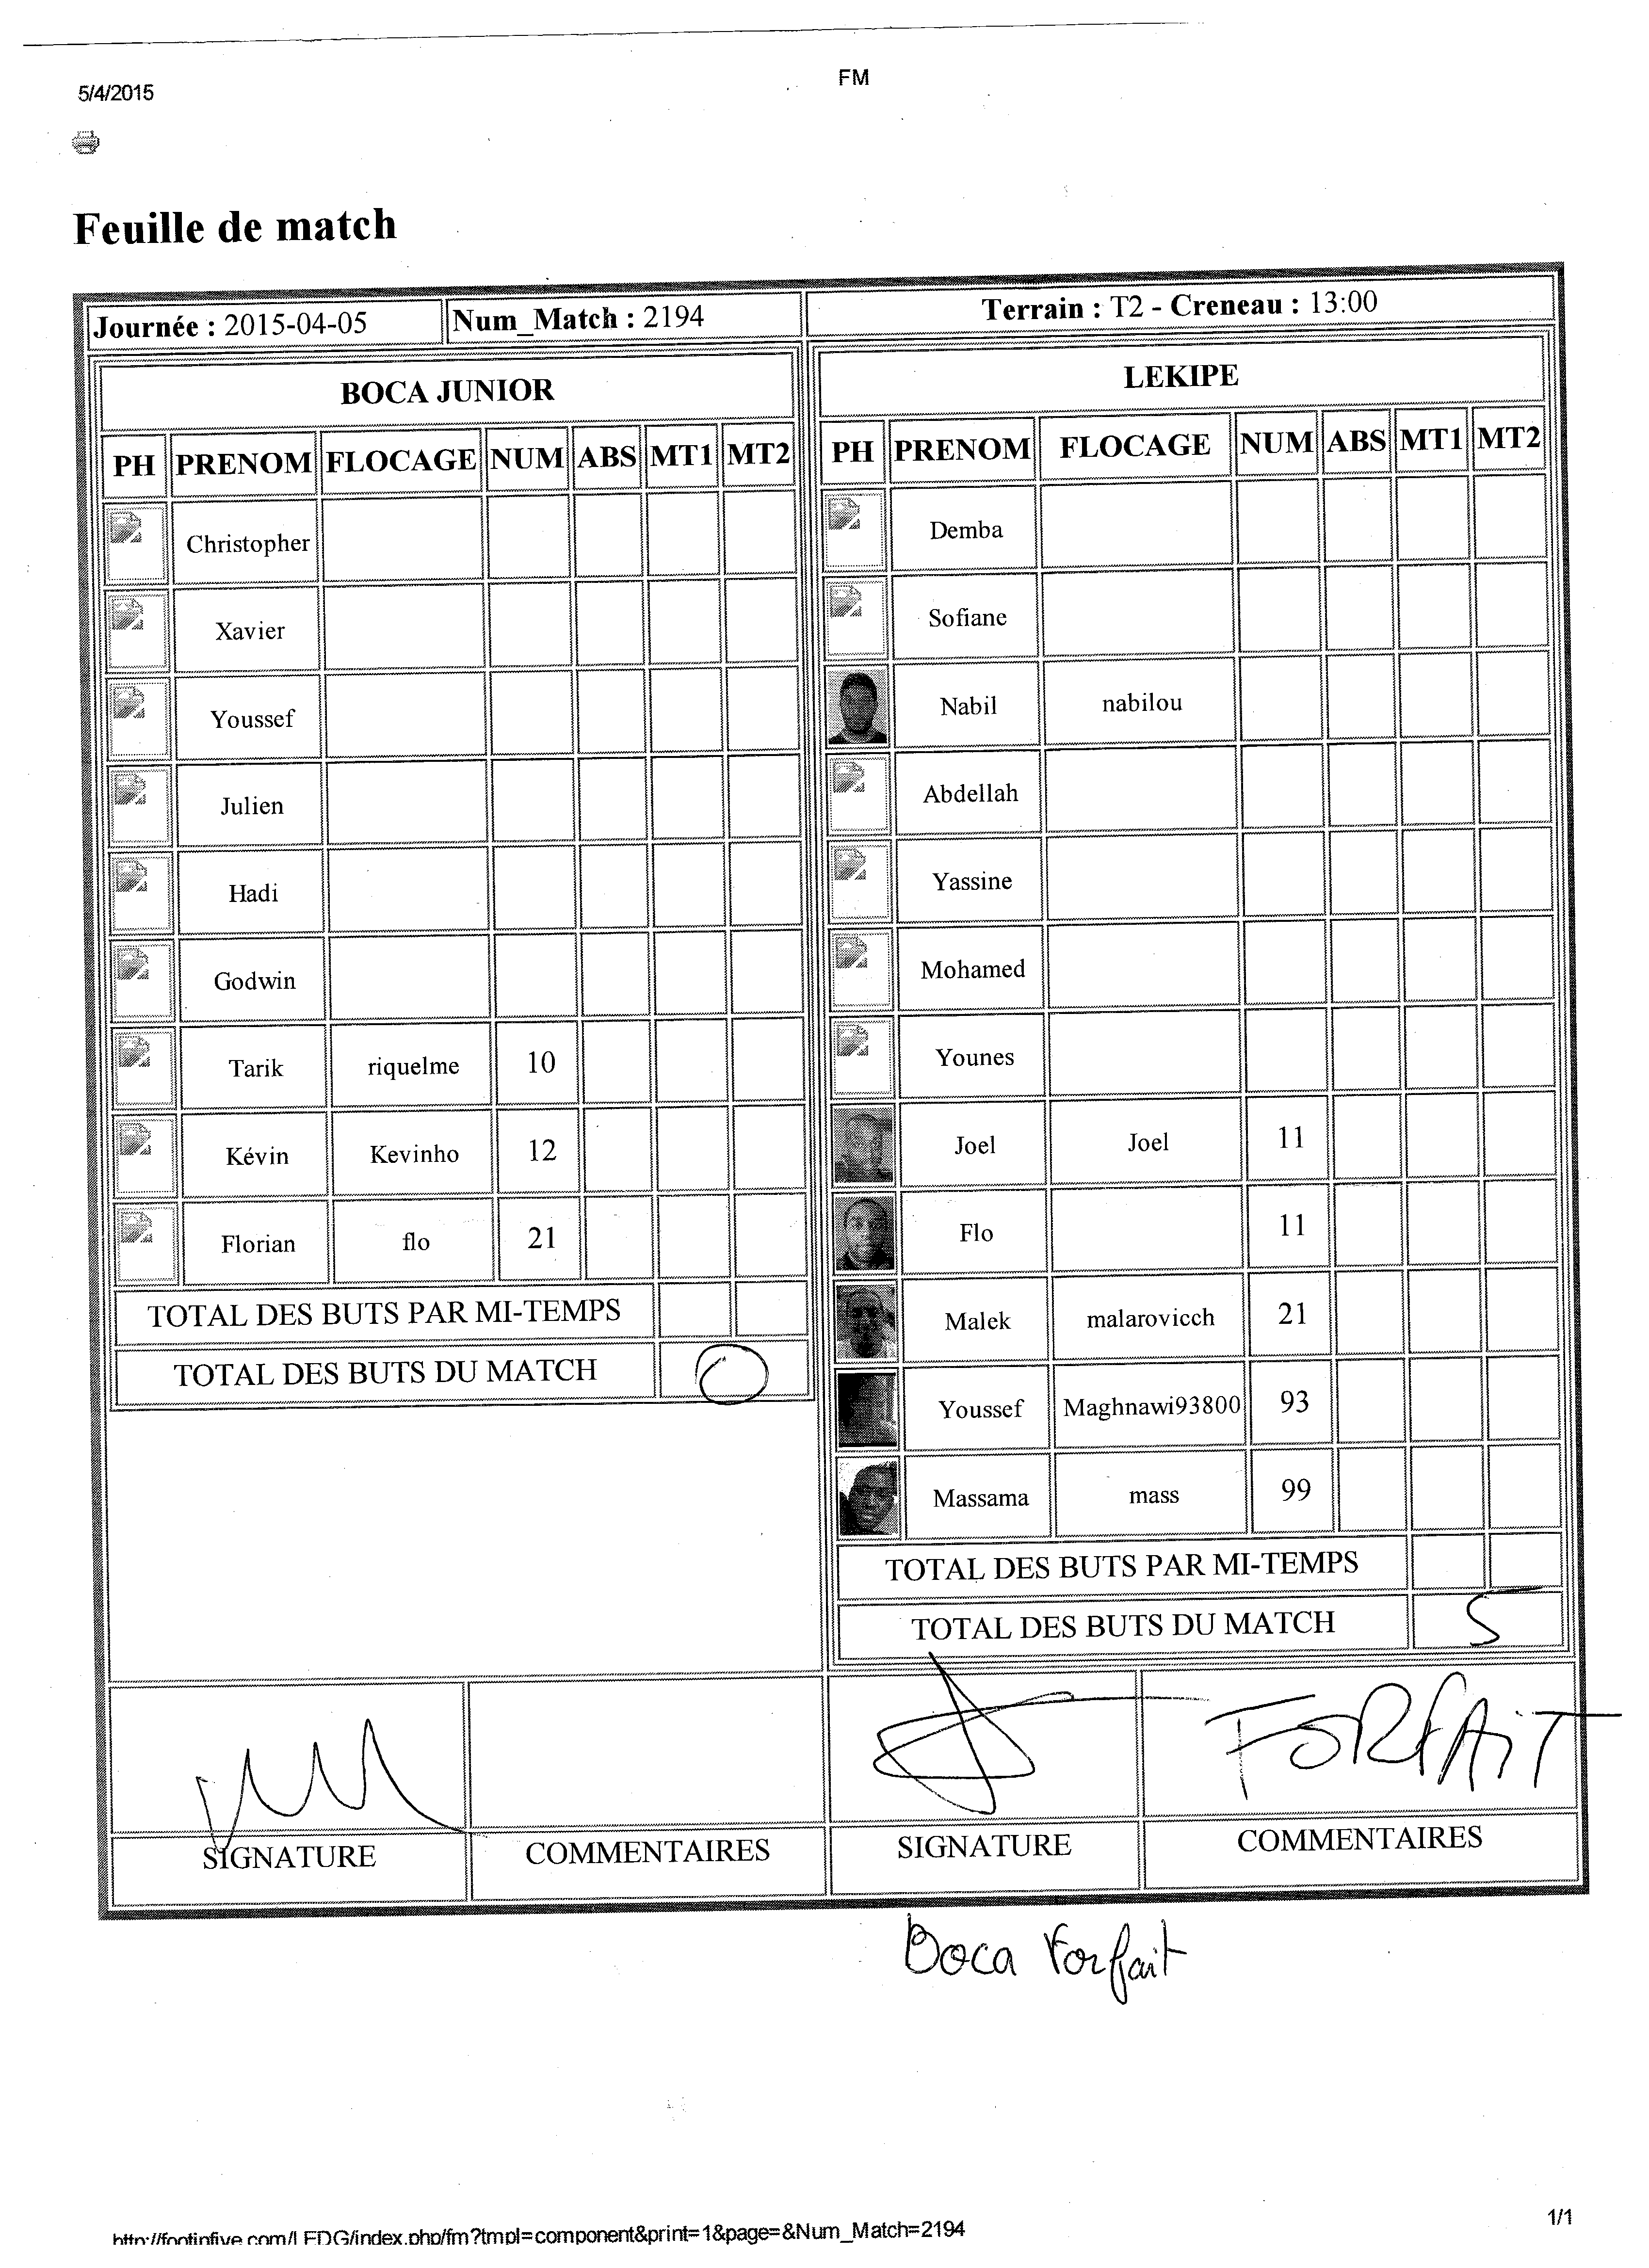 FM
5/4/2015
Feuille de match
Journée : 2015-04-05 Num_Match : 2194 Terrain : T2 - Creneau : 13:00
BOCA JUNIOR
PH PRENOM FLOCAGE NUM ABS MT1 MT2
Christopher
Xavier
Youssef
Julien
Hadi
Godwin
Tarik riquelme 10
Kévin Kevinho 12
Florian flo 21
TOTAL DES BUTS PAR MI-TEMPS
TOTAL DES BUTS DU MATCH 0
LEKIPE
PH PRENOM FLOCAGE NUM ABS MT1 MT2
Demba
Sofiane
Nabil nabilou
Abdellah
Yassine
Mohamed
Younes
Joel Joel 11
Flo 11
Malek malarovicch 21
Youssef Maghnawi93800 93
Massama mass 99
TOTAL DES BUTS PAR MI-TEMPS
TOTAL DES BUTS DU MATCH 5
FORFAiT
SIGNATURE COMMENTAIRES SIGNATURE COMMENTAIRES
Boca Forfait
http://footinfive.com/LEDG/index.php/fm?tmpl=component&print=1&page=&Num_Match=2194 1/1